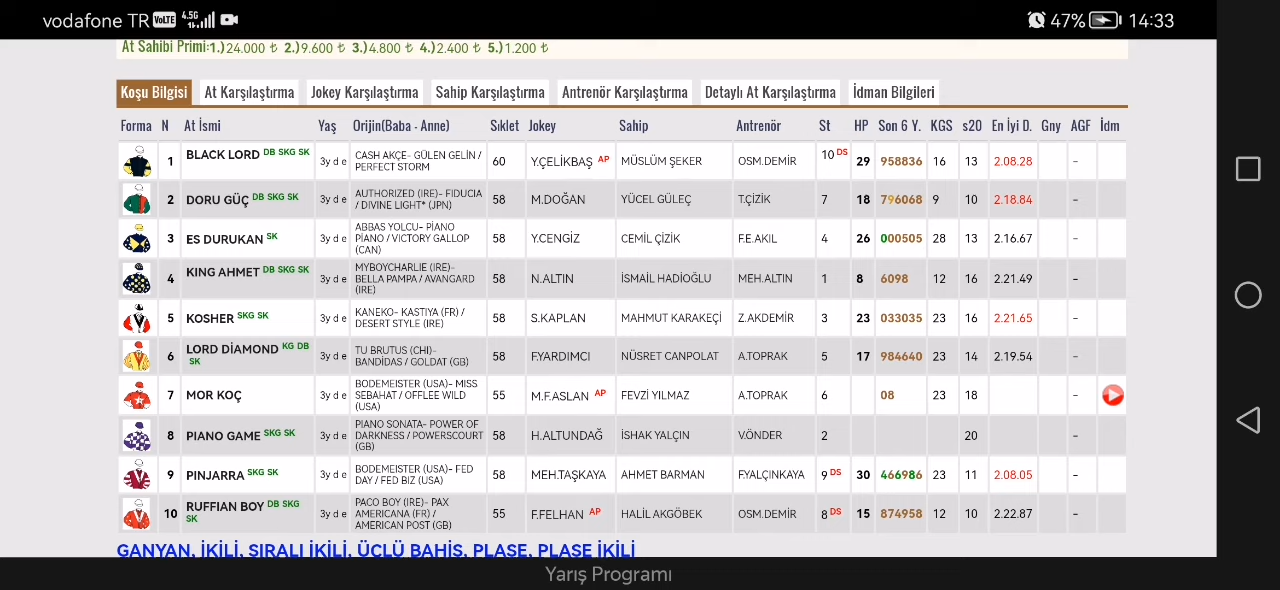 vodafone TR VoLTE 4.5G 47% 14:33
At Sahibi Primi:1.)24.000 ₺ 2.)9.600 ₺ 3.)4.800 ₺ 4.)2.400 ₺ 5.)1.200 ₺
Koşu Bilgisi At Karşılaştırma Jokey Karşılaştırma Sahip Karşılaştırma Antrenör Karşılaştırma Detaylı At Karşılaştırma İdman Bilgileri
Forma N At İsmi Yaş Orijin(Baba - Anne) Sıklet Jokey Sahip Antrenör St HP Son 6 Y. KGS s20 En İyi D. Gny AGF İdm
1 BLACK LORD DB SKG SK 3y d e CASH AKÇE- GÜLEN GELİN / PERFECT STORM 60 Y.ÇELİKBAŞ AP MÜSLÜM ŞEKER OSM.DEMİR 10 DS 29 958836 16 13 2.08.28 -
2 DORU GÜÇ DB SKG SK 3y d e AUTHORIZED (IRE)- FIDUCIA / DIVINE LIGHT* (JPN) 58 M.DOĞAN YÜCEL GÜLEÇ T.ÇİZİK 7 18 796068 9 10 2.18.84 -
3 ES DURUKAN SK 3y d e ABBAS YOLCU- PİANO PİANO / VICTORY GALLOP (CAN) 58 Y.CENGİZ CEMİL ÇİZİK F.E.AKIL 4 26 000505 28 13 2.16.67 -
4 KING AHMET DB SKG SK 3y d e MYBOYCHARLIE (IRE)- BELLA PAMPA / AVANGARD (IRE) 58 N.ALTIN İSMAİL HADİOĞLU MEH.ALTIN 1 8 6098 12 16 2.21.49 -
5 KOSHER SKG SK 3y d e KANEKO- KASTIYA (FR) / DESERT STYLE (IRE) 58 S.KAPLAN MAHMUT KARAKEÇİ Z.AKDEMİR 3 23 033035 23 16 2.21.65 -
6 LORD DİAMOND KG DB SK 3y d e TU BRUTUS (CHI)- BANDİDAS / GOLDAT (GB) 58 F.YARDIMCI NÜSRET CANPOLAT A.TOPRAK 5 17 984640 23 14 2.19.54 -
7 MOR KOÇ 3y d e BODEMEISTER (USA)- MISS SEBAHAT / OFFLEE WILD (USA) 55 M.F.ASLAN AP FEVZİ YILMAZ A.TOPRAK 6 08 23 18 -
8 PIANO GAME SKG SK 3y d e PIANO SONATA- POWER OF DARKNESS / POWERSCOURT (GB) 58 H.ALTUNDAĞ İSHAK YALÇIN V.ÖNDER 2 20 -
9 PINJARRA SKG SK 3y d e BODEMEISTER (USA)- FED DAY / FED BIZ (USA) 58 MEH.TAŞKAYA AHMET BARMAN F.YALÇINKAYA 9 DS 30 466986 23 11 2.08.05 -
10 RUFFIAN BOY DB SKG SK 3y d e PACO BOY (IRE)- PAX AMERICANA (FR) / AMERICAN POST (GB) 55 F.FELHAN AP HALİL AKGÖBEK OSM.DEMİR 8 DS 15 874958 12 10 2.22.87 -
GANYAN, İKİLİ, SIRALI İKİLİ, ÜÇLÜ BAHİS, PLASE, PLASE İKİLİ
Yarış Programı